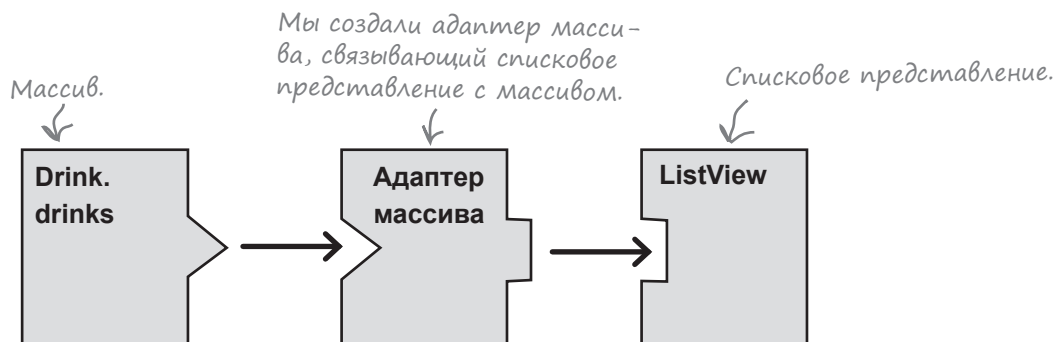 Мы создали адаптер масси-
ва, связывающий списковое
представление с массивом.
Массив.
Списковое представление.
Drink.
drinks
Адаптер
массива
ListView